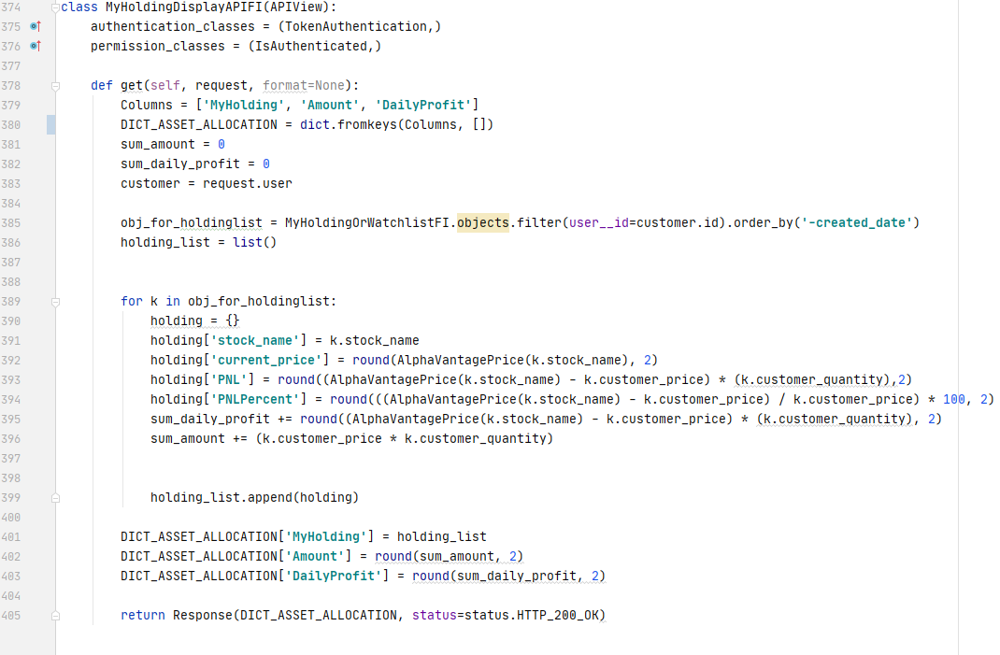 374 class MyHoldingDisplayAPIFI(APIView):
375     authentication_classes = (TokenAuthentication,)
376     permission_classes = (IsAuthenticated,)
377
378     def get(self, request, format=None):
379         Columns = ['MyHolding', 'Amount', 'DailyProfit']
380         DICT_ASSET_ALLOCATION = dict.fromkeys(Columns, [])
381         sum_amount = 0
382         sum_daily_profit = 0
383         customer = request.user
384
385         obj_for_holdinglist = MyHoldingOrWatchlistFI.objects.filter(user__id=customer.id).order_by('-created_date')
386         holding_list = list()
387
388
389         for k in obj_for_holdinglist:
390             holding = {}
391             holding['stock_name'] = k.stock_name
392             holding['current_price'] = round(AlphaVantagePrice(k.stock_name), 2)
393             holding['PNL'] = round((AlphaVantagePrice(k.stock_name) - k.customer_price) * (k.customer_quantity),2)
394             holding['PNLPercent'] = round(((AlphaVantagePrice(k.stock_name) - k.customer_price) / k.customer_price) * 100, 2)
395             sum_daily_profit += round((AlphaVantagePrice(k.stock_name) - k.customer_price) * (k.customer_quantity), 2)
396             sum_amount += (k.customer_price * k.customer_quantity)
397
398
399             holding_list.append(holding)
400
401         DICT_ASSET_ALLOCATION['MyHolding'] = holding_list
402         DICT_ASSET_ALLOCATION['Amount'] = round(sum_amount, 2)
403         DICT_ASSET_ALLOCATION['DailyProfit'] = round(sum_daily_profit, 2)
404
405         return Response(DICT_ASSET_ALLOCATION, status=status.HTTP_200_OK)